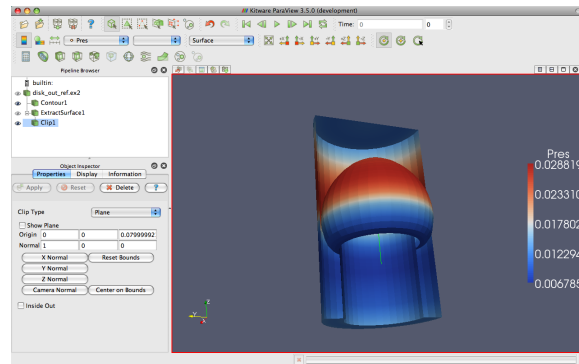 Kitware ParaView 3.5.0 (development)
Time: 0
0
Pres
Surface
Pipeline Browser
builtin:
disk_out_ref.ex2
Contour1
ExtractSurface1
Clip1
Object Inspector
Properties Display Information
Apply Reset Delete ?
Clip Type Plane
Show Plane
Origin 0 0 0.07999992
Normal 1 0 0
X Normal Reset Bounds
Y Normal
Z Normal
Camera Normal Center on Bounds
Inside Out
Pres
0.028819
0.023310
0.017802
0.012294
0.006785
Z
Y
X